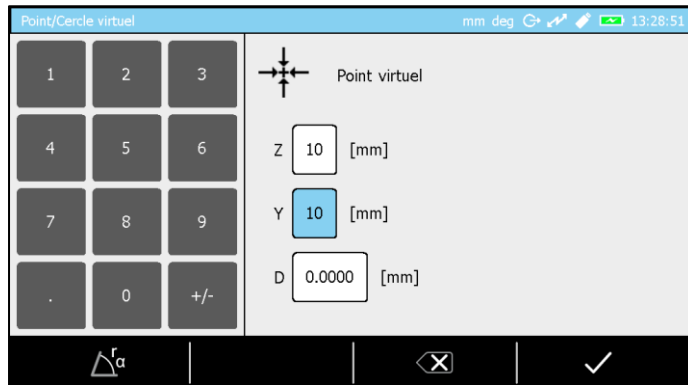 Point/Cercle virtuel mm deg 13:28:51
1 2 3
4 5 6
7 8 9
. 0 +/-
Point virtuel
Z 10 [mm]
Y 10 [mm]
D 0.0000 [mm]
r α